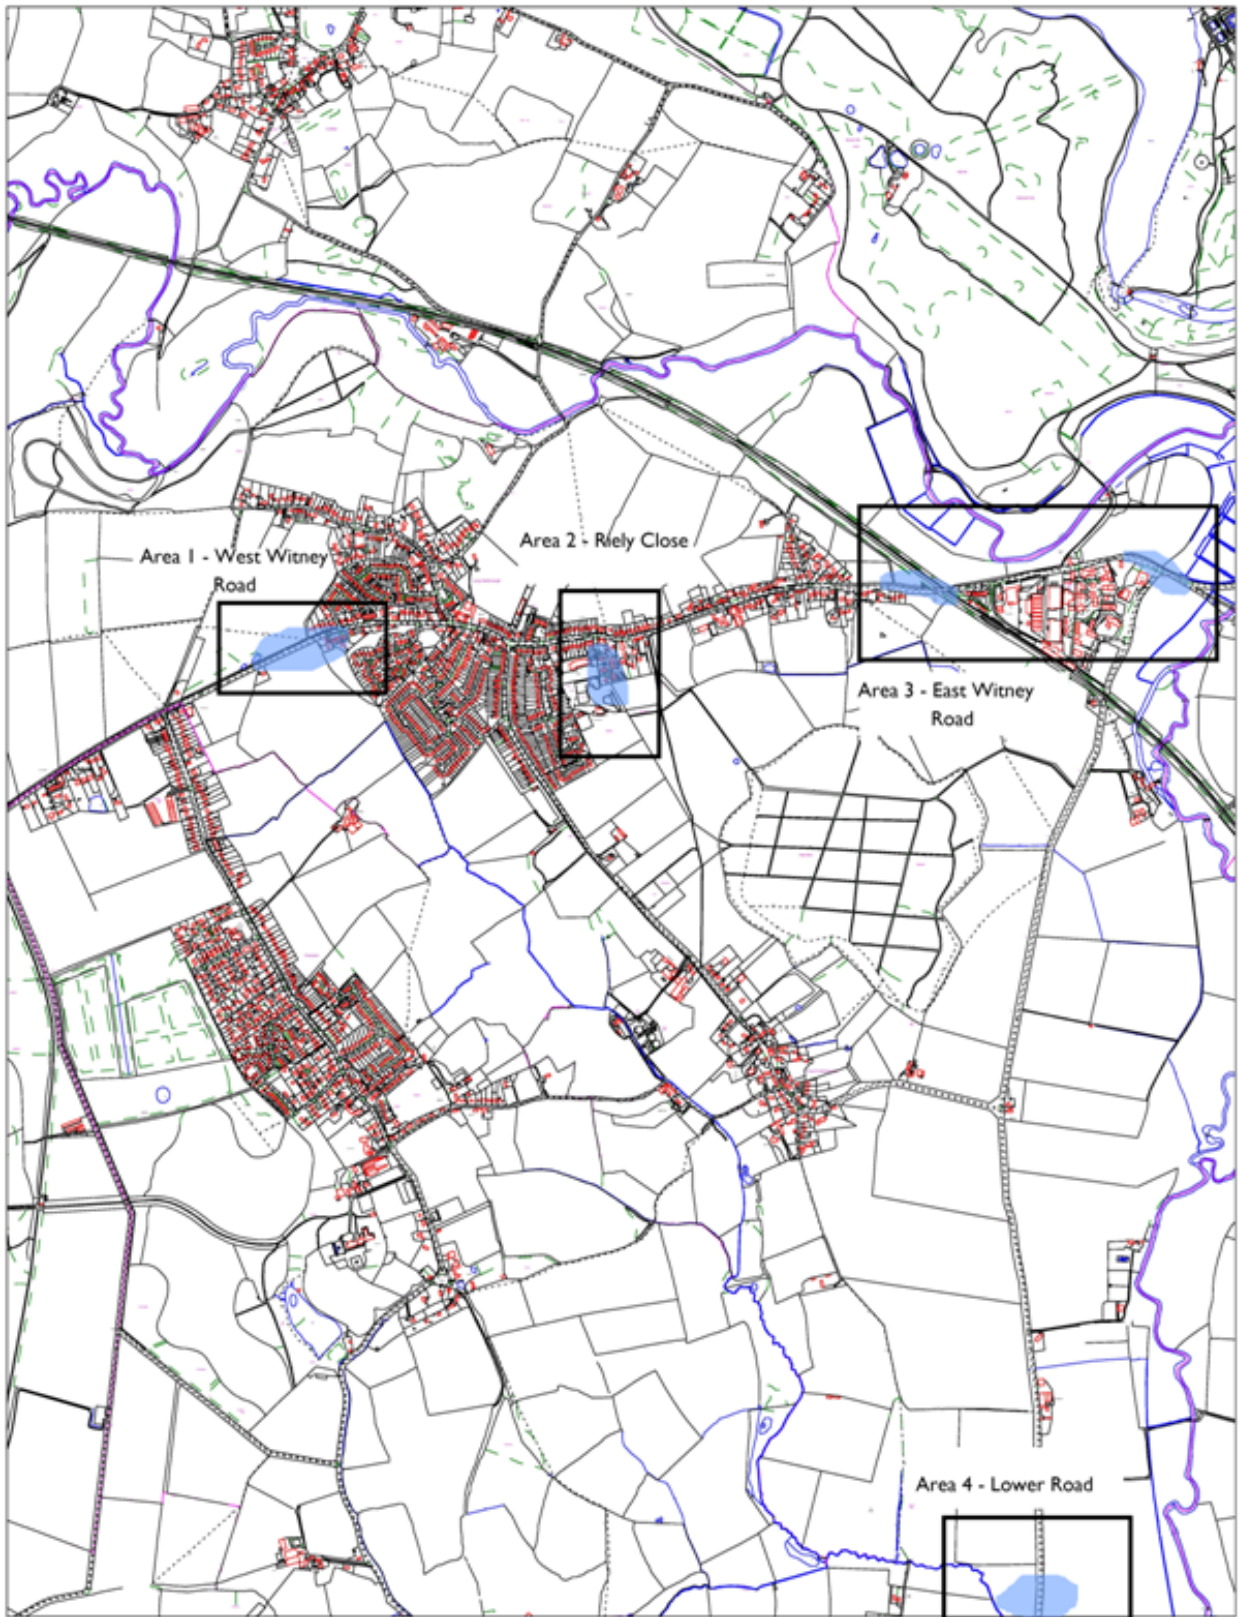 Area 1 - West Witney
Road
Area 2 - Riely Close
Area 3 - East Witney
Road
Area 4 - Lower Road